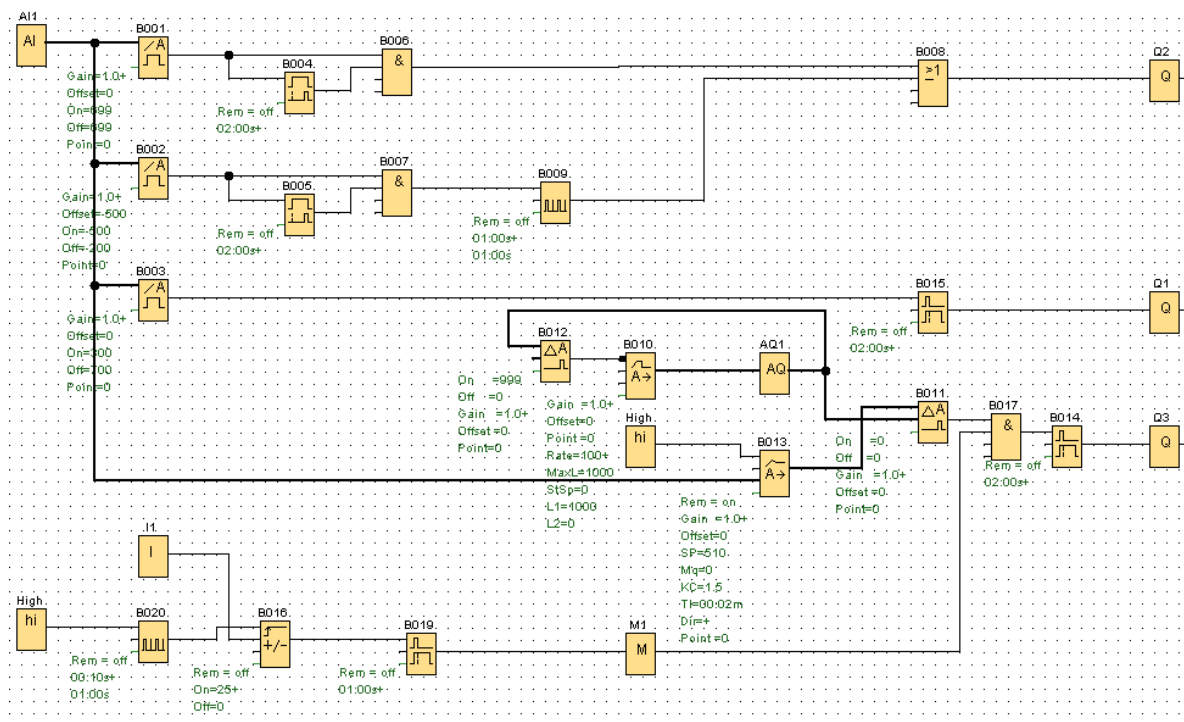 AI1
AI
B001
/A
Gain=1.0+
Offset=0
On=699
Off=699
Point=0
B004
Rem = off
02:00s+
B006
&
B008
>1
Q2
Q
B002
/A
Gain=1.0+
Offset=-500
On=-500
Off=-200
Point=0
B005
Rem = off
02:00s+
B007
&
B009
Rem = off
01:00s+
01:00s
B003
/A
Gain=1.0+
Offset=0
On=300
Off=700
Point=0
B015
Rem = off
02:00s+
Q1
Q
B012
△A
On =999
Off =0
Gain =1.0+
Offset =0
Point=0
B010
A→
Gain =1.0+
Offset=0
Point =0
Rate=100+
MaxL=1000
StSp=0
L1=1000
L2=0
AQ1
AQ
High
hi
B013
A→
Rem = on
Gain =1.0+
Offset=0
SP=510
Mq=0
KC=1.5
TI=00:02m
Dir=+
Point =0
B011
△A
On =0
Off =0
Gain =1.0+
Offset =0
Point=0
B017
&
B014
Rem = off
02:00s+
Q3
Q
I1
I
High
hi
B020
Rem = off
00:10s+
01:00s
B016
+/-
Rem = off
On=25+
Off=0
B019
Rem = off
01:00s+
M1
M